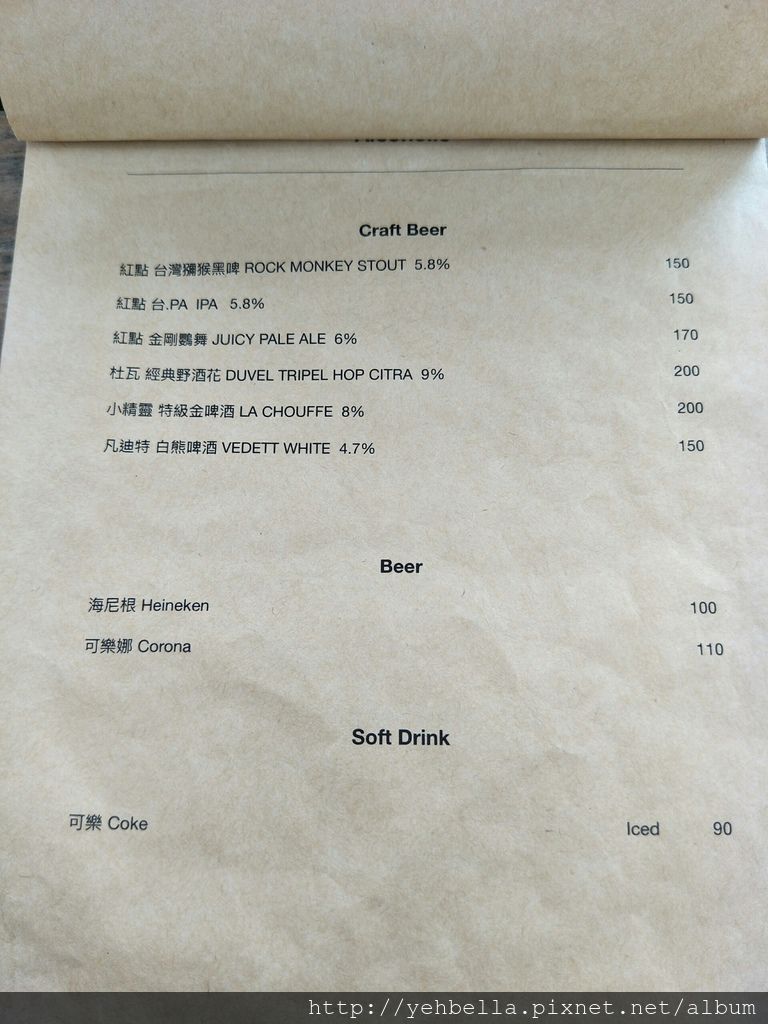 Craft Beer
紅點 台灣獼猴黑啤 ROCK MONKEY STOUT 5.8% 150
紅點 台.PA IPA 5.8% 150
紅點 金剛鸚舞 JUICY PALE ALE 6% 170
杜瓦 經典野酒花 DUVEL TRIPEL HOP CITRA 9% 200
小精靈 特級金啤酒 LA CHOUFFE 8% 200
凡迪特 白熊啤酒 VEDETT WHITE 4.7% 150
Beer
海尼根 Heineken 100
可樂娜 Corona 110
Soft Drink
可樂 Coke Iced 90
http://yehbella.pixnet.net/album